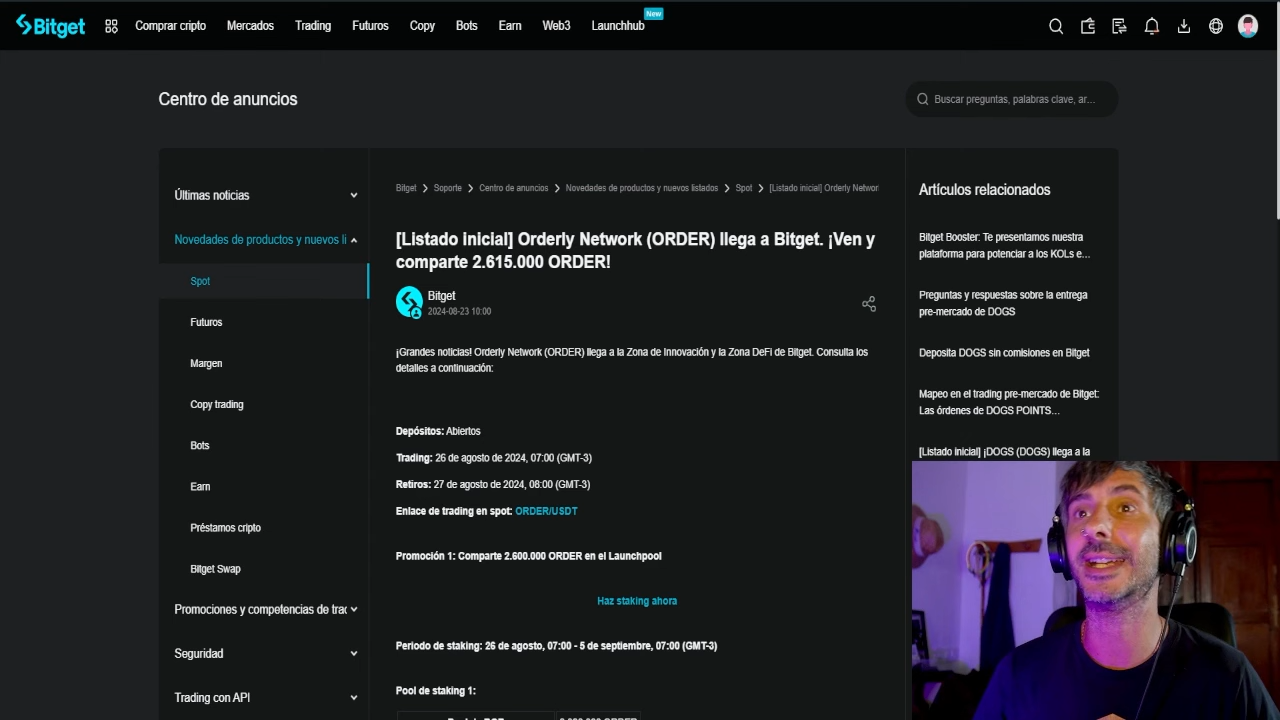 Bitget
Comprar cripto
Mercados
Trading
Futuros
Copy
Bots
Earn
Web3
Launchhub
New
Centro de anuncios
Buscar preguntas, palabras clave, ar...
Últimas noticias
Novedades de productos y nuevos li
Spot
Futuros
Margen
Copy trading
Bots
Earn
Préstamos cripto
Bitget Swap
Promociones y competencias de tra
Seguridad
Trading con API
Bitget > Soporte > Centro de anuncios > Novedades de productos y nuevos listados > Spot > [Listado inicial] Orderly Networ
[Listado inicial] Orderly Network (ORDER) llega a Bitget. ¡Ven y
comparte 2.615.000 ORDER!
Bitget
2024-08-23 10:00
¡Grandes noticias! Orderly Network (ORDER) llega a la Zona de Innovación y la Zona DeFi de Bitget. Consulta los
detalles a continuación:
Depósitos: Abiertos
Trading: 26 de agosto de 2024, 07:00 (GMT-3)
Retiros: 27 de agosto de 2024, 08:00 (GMT-3)
Enlace de trading en spot: ORDER/USDT
Promoción 1: Comparte 2.600.000 ORDER en el Launchpool
Haz staking ahora
Periodo de staking: 26 de agosto, 07:00 - 5 de septiembre, 07:00 (GMT-3)
Pool de staking 1:
Artículos relacionados
Bitget Booster: Te presentamos nuestra
plataforma para potenciar a los KOLs e...
Preguntas y respuestas sobre la entrega
pre-mercado de DOGS
Deposita DOGS sin comisiones en Bitget
Mapeo en el trading pre-mercado de Bitget:
Las órdenes de DOGS POINTS...
[Listado inicial] ¡DOGS (DOGS) llega a la